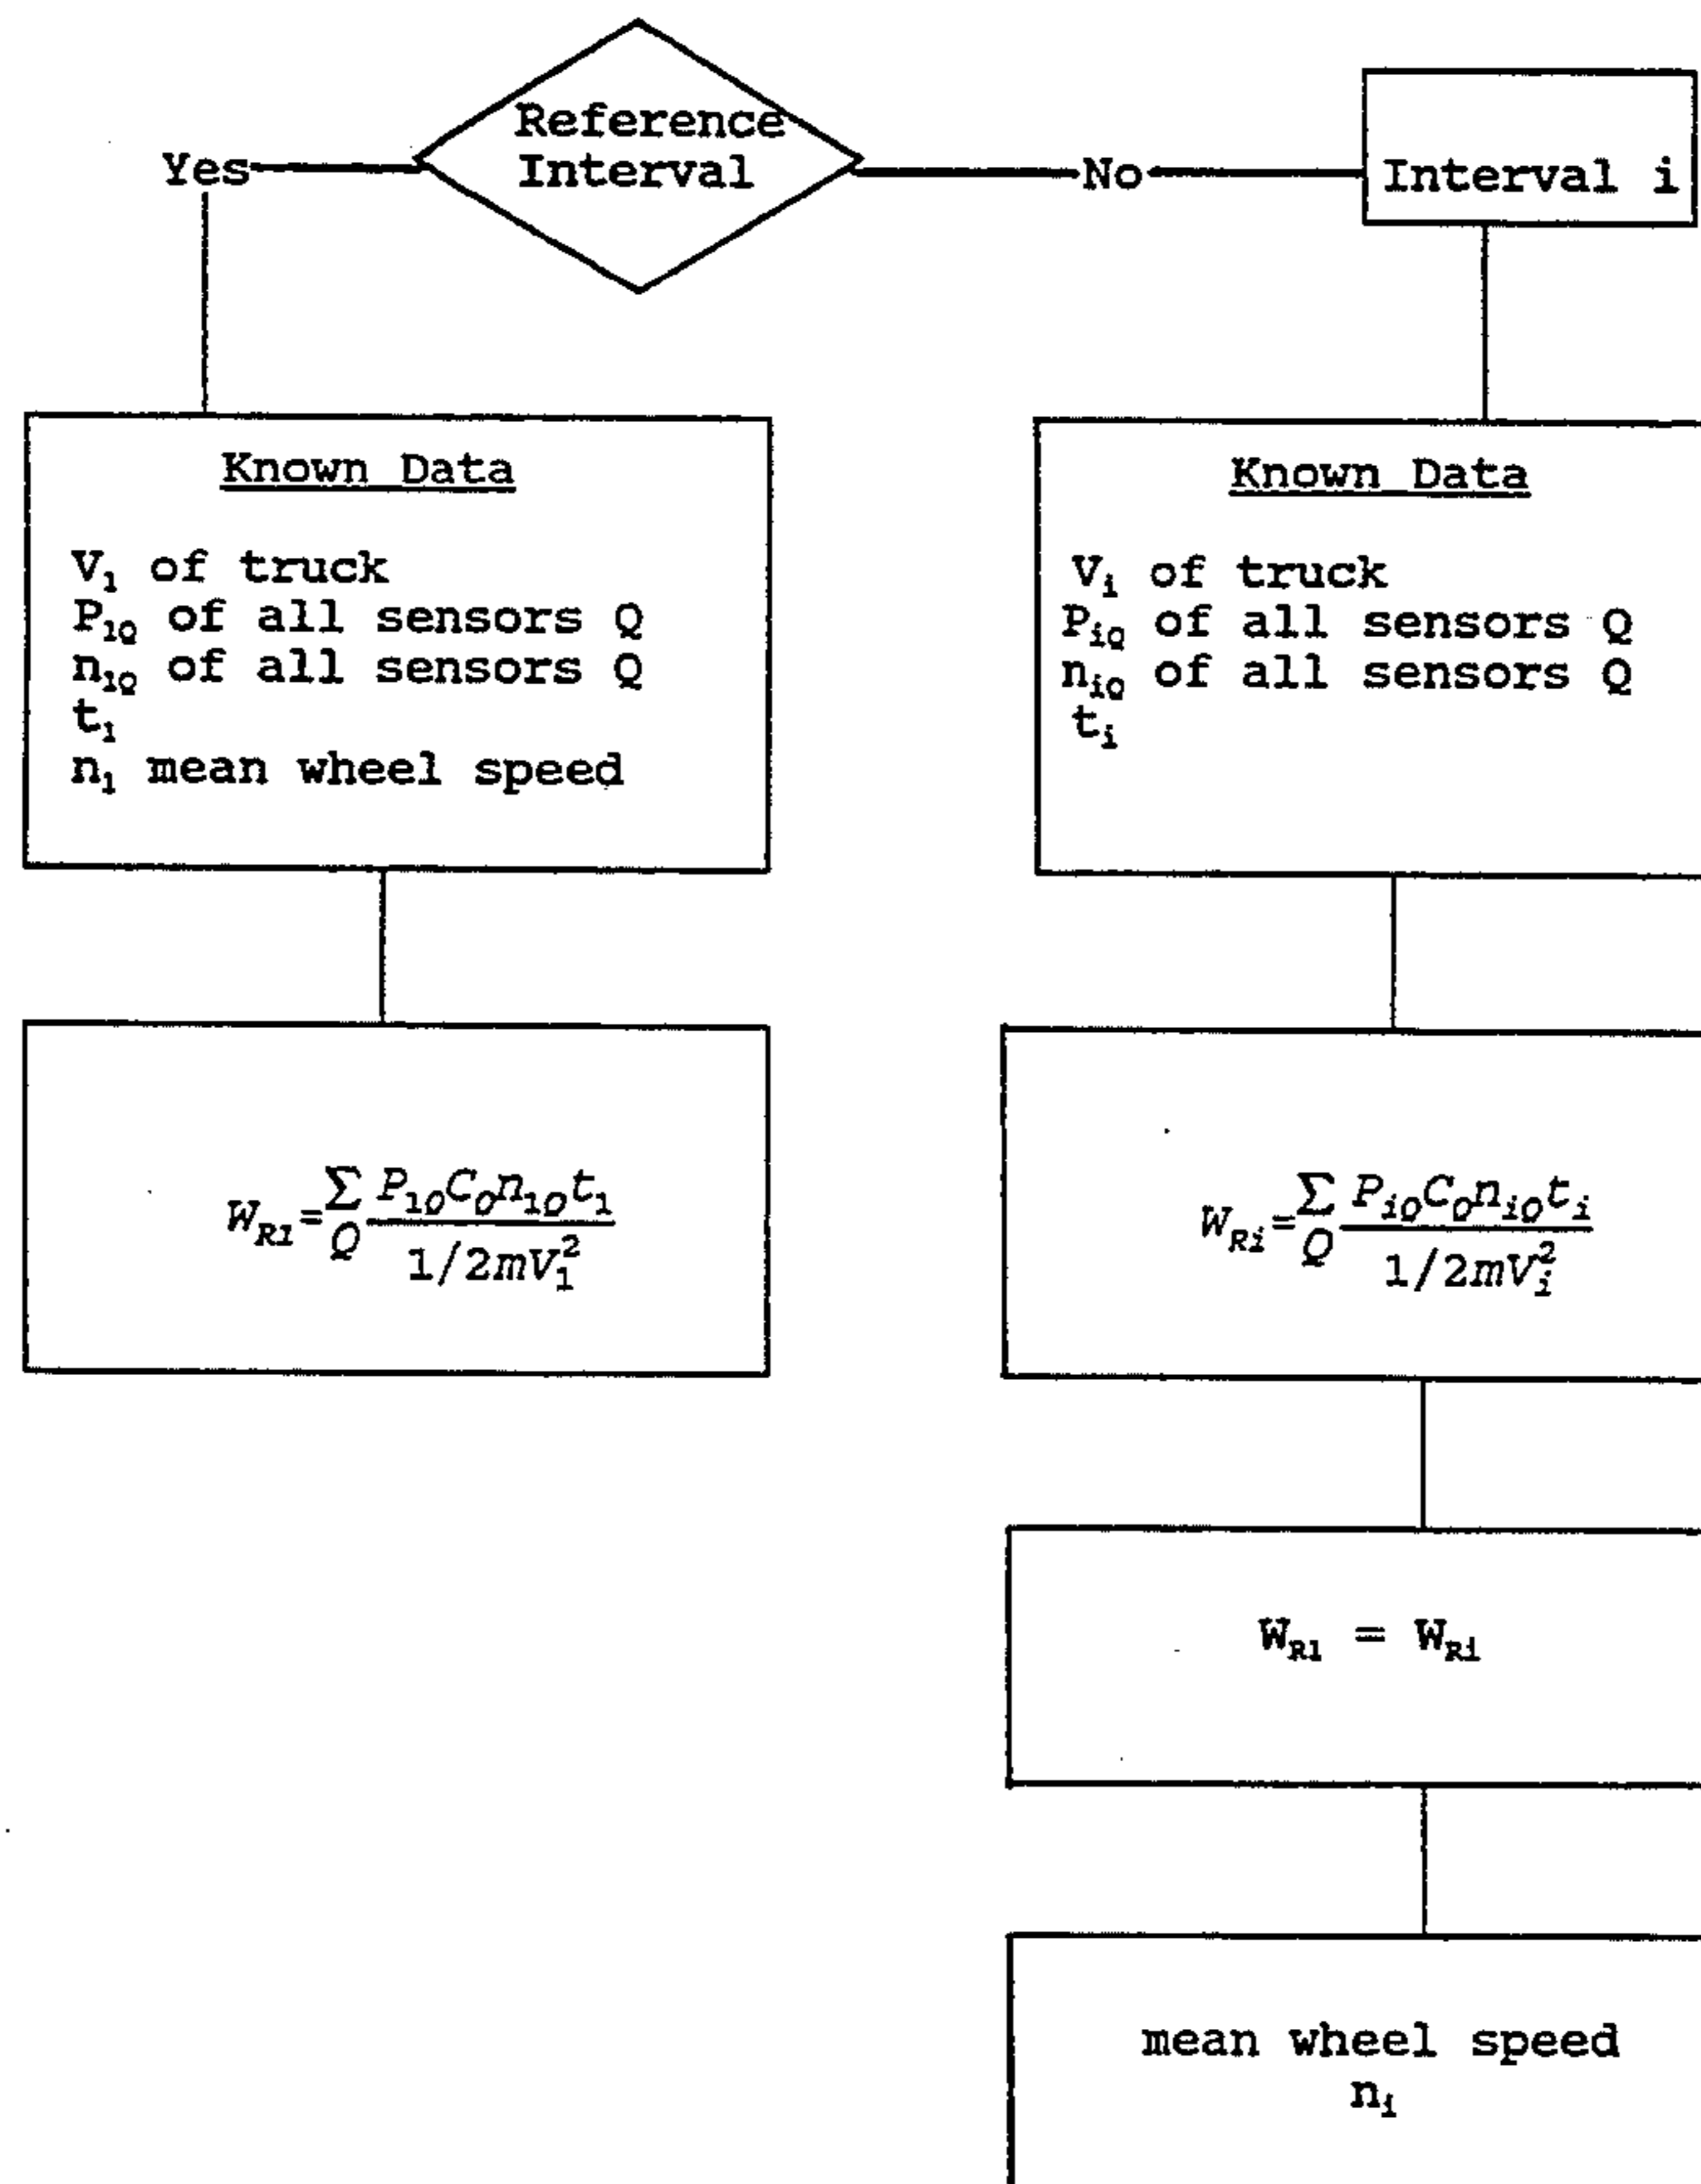 Reference
Interval
Yes
No
Interval i
Known Data
V₁ of truck
P₁Q of all sensors Q
n₁Q of all sensors Q
t₁
n₁ mean wheel speed
Known Data
Vᵢ of truck
PᵢQ of all sensors Q
nᵢQ of all sensors Q
tᵢ
W_R1 = Σ_Q P₁Q C_Q n₁Q t₁ / 1/2mV₁²
W_Ri = Σ_Q PᵢQ C_Q nᵢQ tᵢ / 1/2mVᵢ²
W_R1 = W_Ri
mean wheel speed
nᵢ